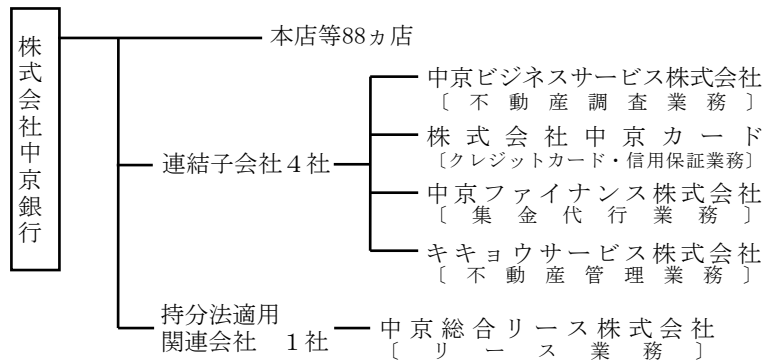 株式会社中京銀行
本店等88ヵ店
連結子会社４社
中京ビジネスサービス株式会社
〔不動産調査業務〕
株式会社中京カード
〔クレジットカード・信用保証業務〕
中京ファイナンス株式会社
〔集金代行業務〕
キキョウサービス株式会社
〔不動産管理業務〕
持分法適用
関連会社　１社
中京総合リース株式会社
〔リース業務〕